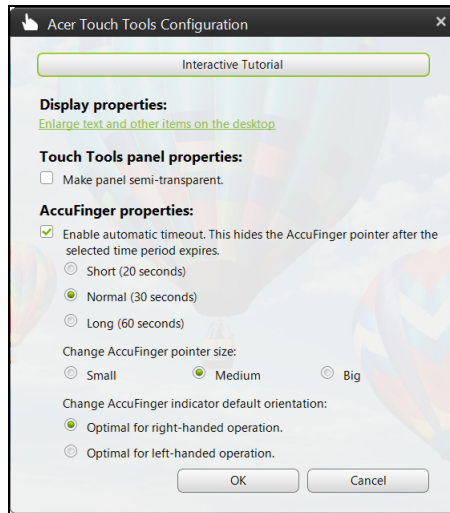 Acer Touch Tools Configuration
Interactive Tutorial
Display properties:
Enlarge text and other items on the desktop
Touch Tools panel properties:
Make panel semi-transparent.
AccuFinger properties:
Enable automatic timeout. This hides the AccuFinger pointer after the
selected time period expires.
Short (20 seconds)
Normal (30 seconds)
Long (60 seconds)
Change AccuFinger pointer size:
Small Medium Big
Change AccuFinger indicator default orientation:
Optimal for right-handed operation.
Optimal for left-handed operation.
OK Cancel